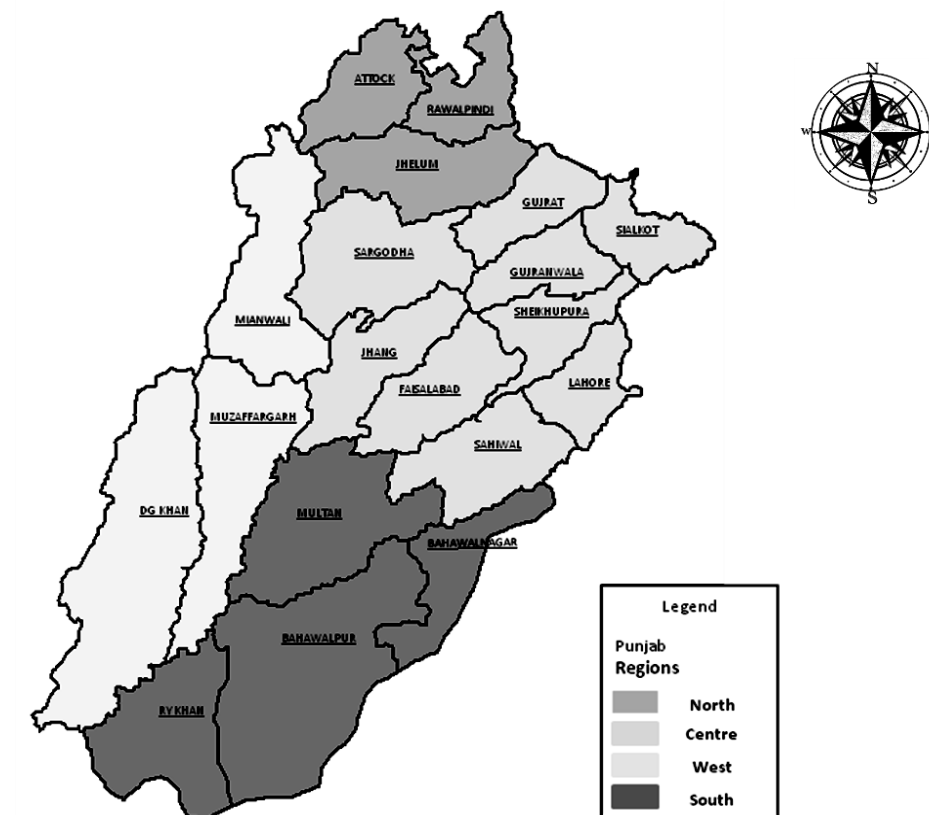 N
W
S
ATTOCK
RAWALPINDI
JHELUM
GUJRAT
SIALKOT
SARGODHA
GUJRANWALA
SHEIKHUPURA
MIANWALI
JHANG
LAHORE
FAISALABAD
MUZAFFARGARH
SAHIWAL
DG KHAN
MULTAN
BAHAWALNAGAR
BAHAWALPUR
RY KHAN
Legend
Punjab
Regions
North
Centre
West
South